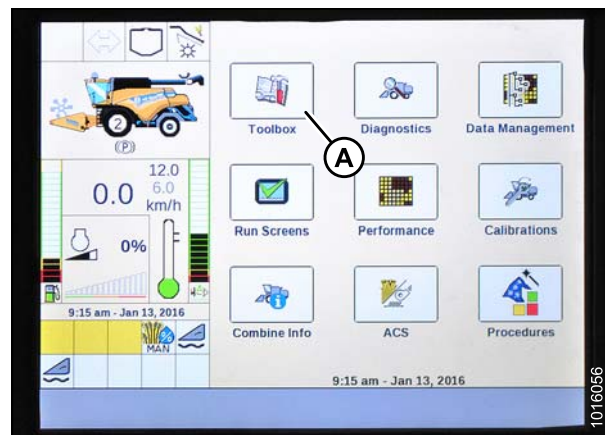 2
(P)
12.0
6.0
0.0 km/h
0%
F
9:15 am - Jan 13, 2016
MAN
Toolbox
Diagnostics
Data Management
A
Run Screens
Performance
Calibrations
Combine Info
ACS
Procedures
9:15 am - Jan 13, 2016
1016056